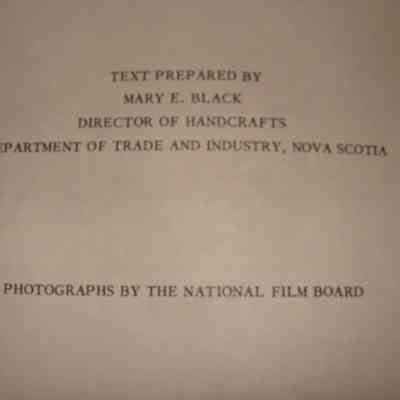 TEXT PREPARED BY
MARY E. BLACK
DIRECTOR OF HANDCRAFTS
EPARTMENT OF TRADE AND INDUSTRY, NOVA SCOTIA
PHOTOGRAPHS BY THE NATIONAL FILM BOARD